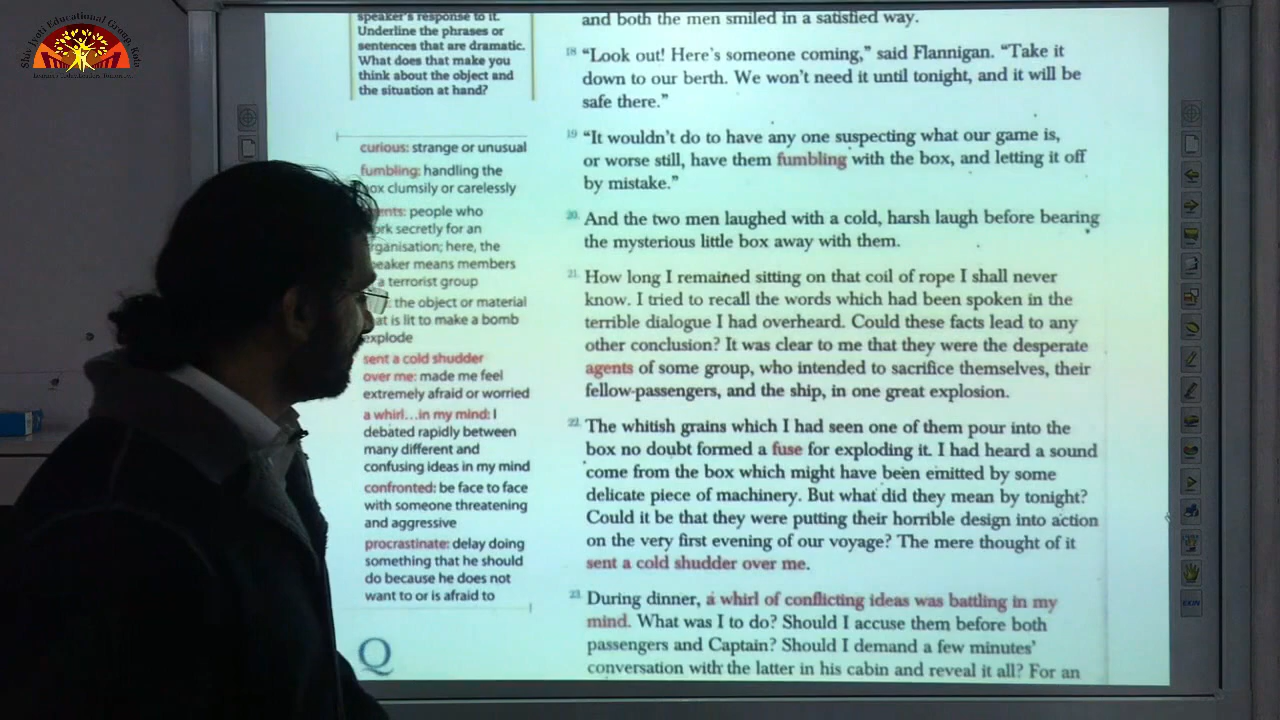 Shiv Jyoti Educational Group, Kota
speaker's response to it.
Underline the phrases or
sentences that are dramatic.
What does that make you
think about the object and
the situation at hand?
curious: strange or unusual
fumbling: handling the
box clumsily or carelessly
agents: people who
work secretly for an
organisation; here, the
speaker means members
a terrorist group
the object or material
that is lit to make a bomb
explode
sent a cold shudder
over me: made me feel
extremely afraid or worried
a whirl...in my mind: I
debated rapidly between
many different and
confusing ideas in my mind
confronted: be face to face
with someone threatening
and aggressive
procrastinate: delay doing
something that he should
do because he does not
want to or is afraid to
Q
and both the men smiled in a satisfied way.
18 “Look out! Here’s someone coming,” said Flannigan. “Take it
down to our berth. We won’t need it until tonight, and it will be
safe there.”
19 “It wouldn’t do to have any one suspecting what our game is,
or worse still, have them fumbling with the box, and letting it off
by mistake.”
20 And the two men laughed with a cold, harsh laugh before bearing
the mysterious little box away with them.
21 How long I remained sitting on that coil of rope I shall never
know. I tried to recall the words which had been spoken in the
terrible dialogue I had overheard. Could these facts lead to any
other conclusion? It was clear to me that they were the desperate
agents of some group, who intended to sacrifice themselves, their
fellow-passengers, and the ship, in one great explosion.
22 The whitish grains which I had seen one of them pour into the
box no doubt formed a fuse for exploding it. I had heard a sound
come from the box which might have been emitted by some
delicate piece of machinery. But what did they mean by tonight?
Could it be that they were putting their horrible design into action
on the very first evening of our voyage? The mere thought of it
sent a cold shudder over me.
23 During dinner, a whirl of conflicting ideas was battling in my
mind. What was I to do? Should I accuse them before both
passengers and Captain? Should I demand a few minutes’
conversation with the latter in his cabin and reveal it all? For an